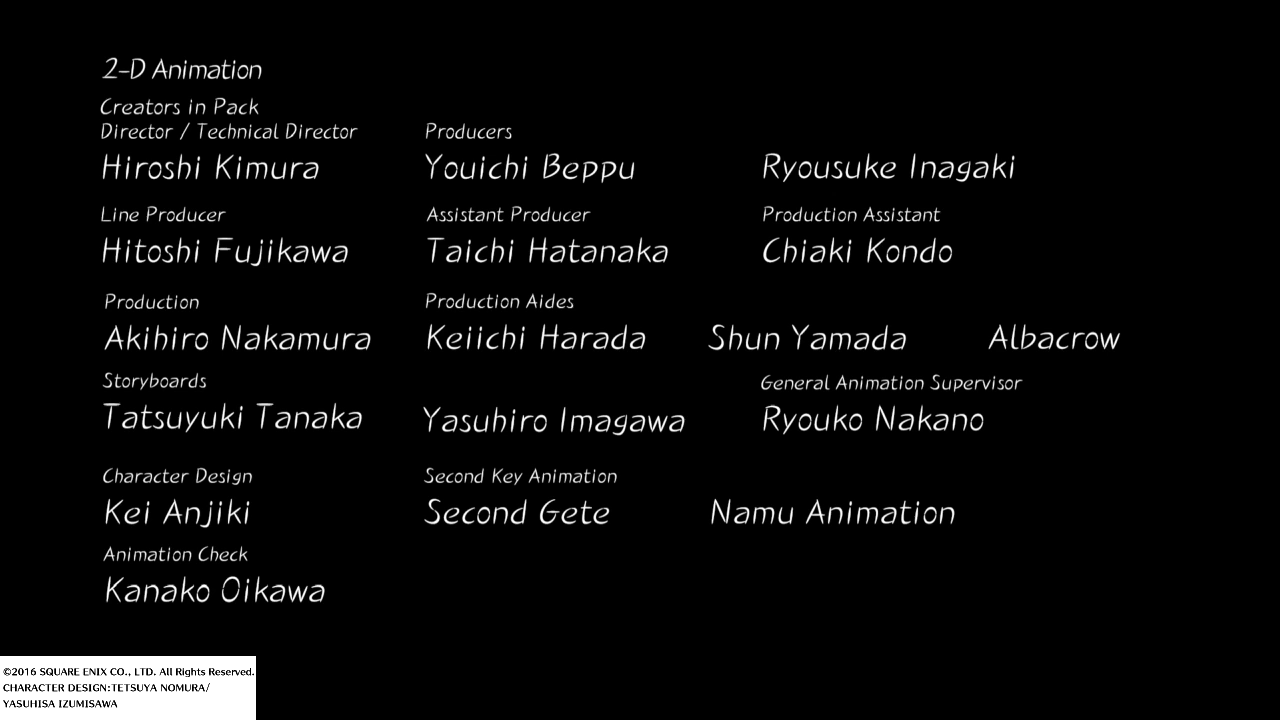 2-D Animation
Creators in Pack
Director / Technical Director Producers
Hiroshi Kimura Youichi Beppu Ryousuke Inagaki
Line Producer Assistant Producer Production Assistant
Hitoshi Fujikawa Taichi Hatanaka Chiaki Kondo
Production Production Aides
Akihiro Nakamura Keiichi Harada Shun Yamada Albacrow
Storyboards General Animation Supervisor
Tatsuyuki Tanaka Yasuhiro Imagawa Ryouko Nakano
Character Design Second Key Animation
Kei Anjiki Second Gete Namu Animation
Animation Check
Kanako Oikawa
©2016 SQUARE ENIX CO., LTD. All Rights Reserved.
CHARACTER DESIGN:TETSUYA NOMURA/
YASUHISA IZUMISAWA